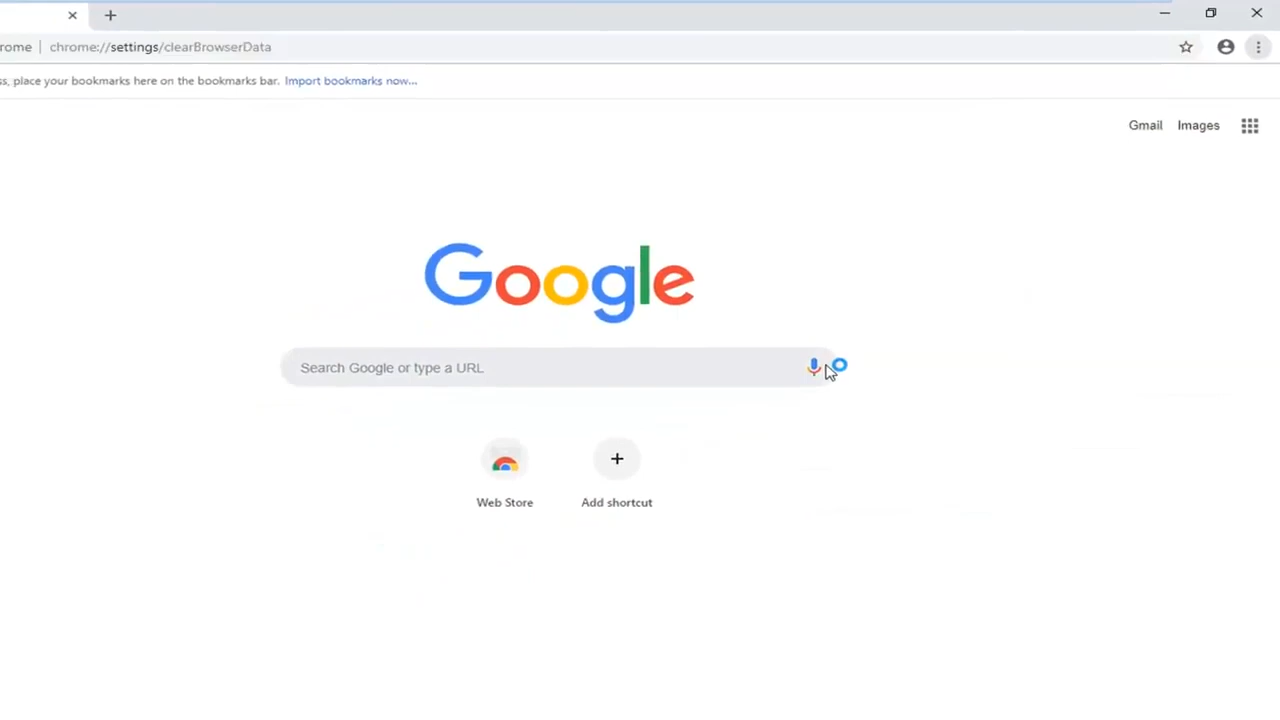 rome | chrome://settings/clearBrowserData
s, place your bookmarks here on the bookmarks bar. Import bookmarks now...
Gmail Images
Google
Search Google or type a URL
Web Store Add shortcut